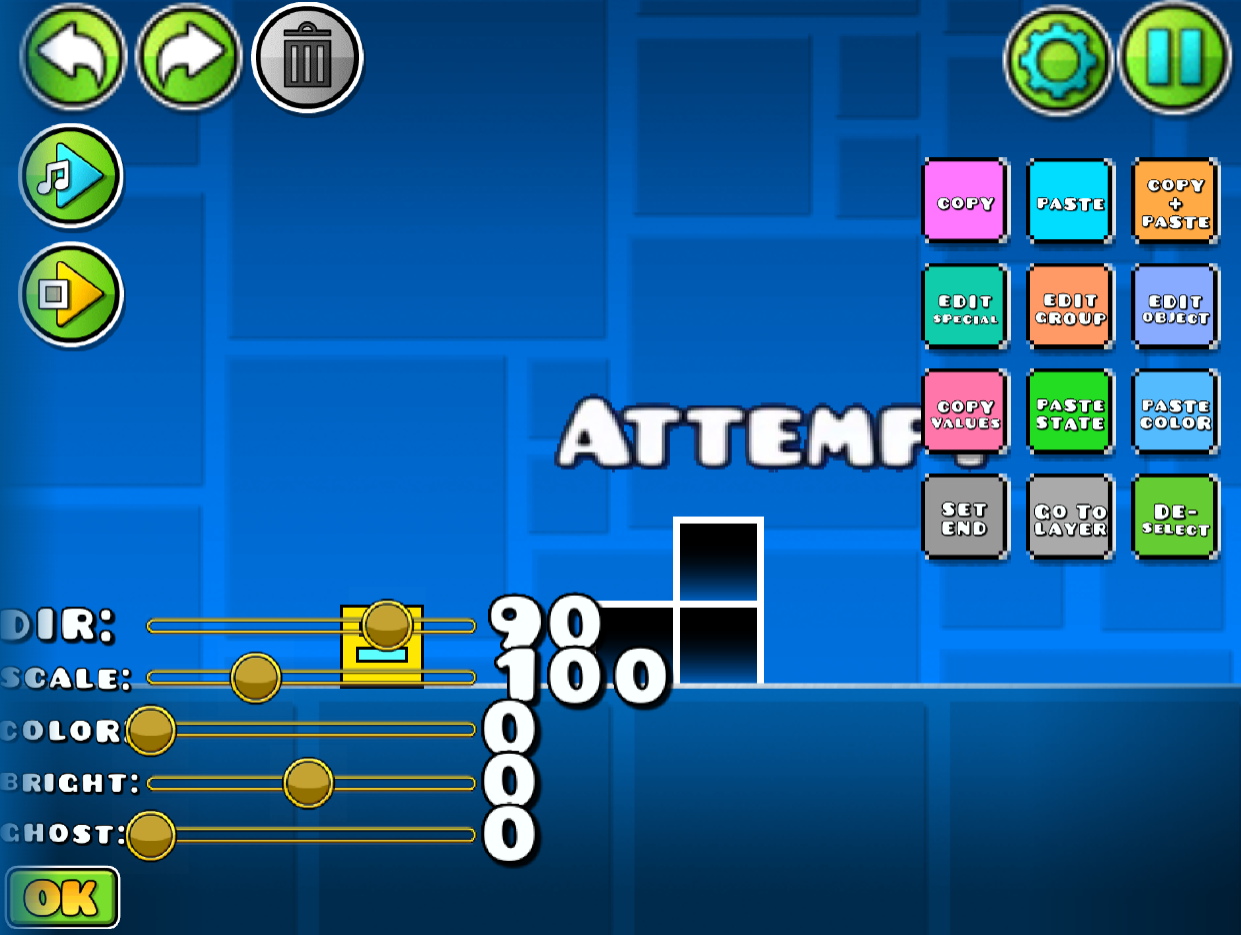 COPY
PASTE
COPY
+
PASTE
EDIT
SPECIAL
EDIT
GROUP
EDIT
OBJECT
ATTEMP
COPY
VALUES
PASTE
STATE
PASTE
COLOR
SET
END
GO TO
LAYER
DE-
SELECT
DIR: 90
SCALE: 100
COLOR: 0
BRIGHT: 0
GHOST: 0
OK